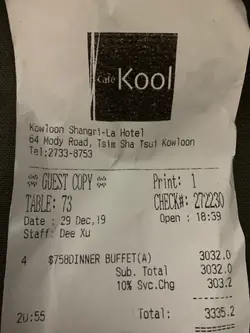 Café Kool
Kowloon Shangri-La Hotel
64 Mody Road, Tsim Sha Tsui Kowloon
Tel:2733-8753
GUEST COPY Print: 1
TABLE: 73 CHECK#: 272230
Date : 29 Dec,19 Open : 18:39
Staff: Dee Xu
4 $758DINNER BUFFET(A) 3032.0
Sub. Total 3032.0
10% Svc.Chg 303.2
20:55 Total: 3335.2